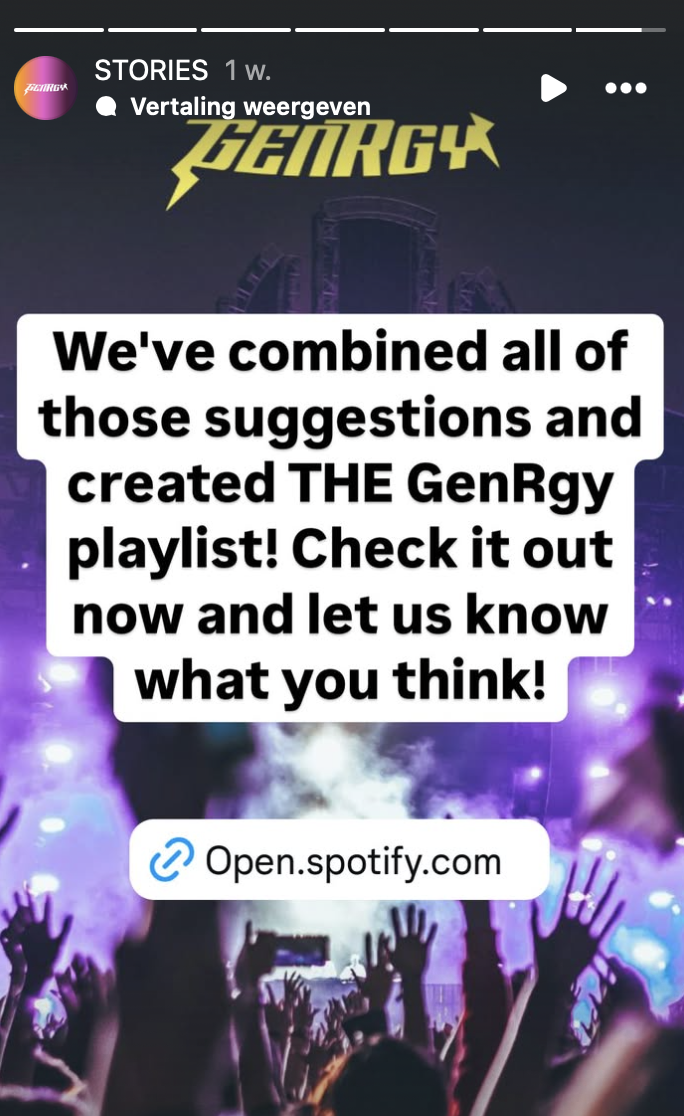 GENRGY
STORIES 1 w.
Vertaling weergeven
GENRGY
We've combined all of
those suggestions and
created THE GenRgy
playlist! Check it out
now and let us know
what you think!
Open.spotify.com